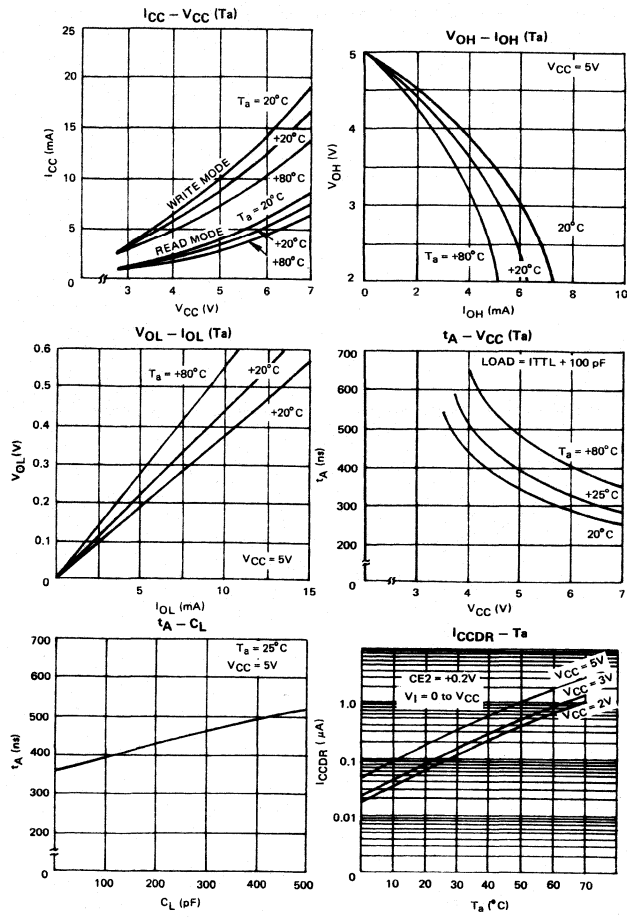 ICC – VCC (Ta)
25
20
15
10
5
0
ICC (mA)
Ta = 20°C
+20°C
+80°C
WRITE MODE
Ta = 20°C
READ MODE
+20°C
+80°C
3 4 5 6 7
VCC (V)
VOH – IOH (Ta)
VCC = 5V
5
4
3
2
VOH (V)
20°C
Ta = +80°C
+20°C
0 2 4 6 8 10
IOH (mA)
VOL – IOL (Ta)
0.6
0.5
0.4
0.3
0.2
0.1
0
VOL (V)
Ta = +80°C
+20°C
+20°C
VCC = 5V
5 10 15
IOL (mA)
tA – VCC (Ta)
LOAD = ITTL + 100 pF
700
600
500
400
300
200
0
tA (ns)
Ta = +80°C
+25°C
20°C
3 4 5 6 7
VCC (V)
tA – CL
Ta = 25°C
VCC = 5V
700
600
500
400
300
200
0
tA (ns)
100 200 300 400 500
CL (pF)
ICCDR – Ta
CE2 = +0.2V
VI = 0 to VCC
VCC = 5V
VCC = 3V
VCC = 2V
1.0
0.1
0.01
0
ICCDR (μA)
10 20 30 40 50 60 70
Ta (°C)